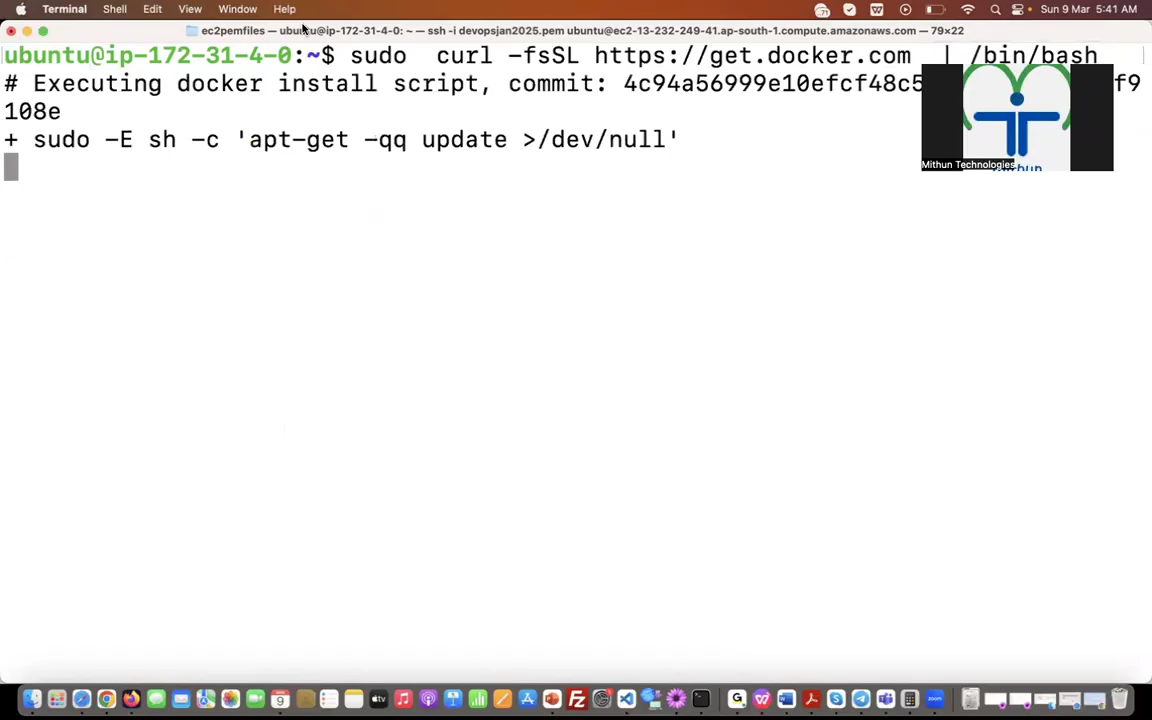 Terminal Shell Edit View Window Help Sun 9 Mar 5:41 AM
ec2pemfiles — ubuntu@ip-172-31-4-0: ~ — ssh -i devopsjan2025.pem ubuntu@ec2-13-232-249-41.ap-south-1.compute.amazonaws.com — 79×22
ubuntu@ip-172-31-4-0:~$ sudo  curl -fsSL https://get.docker.com  | /bin/bash
# Executing docker install script, commit: 4c94a56999e10efcf48c5 f9
108e
+ sudo -E sh -c 'apt-get -qq update >/dev/null'
Mithun Technologies